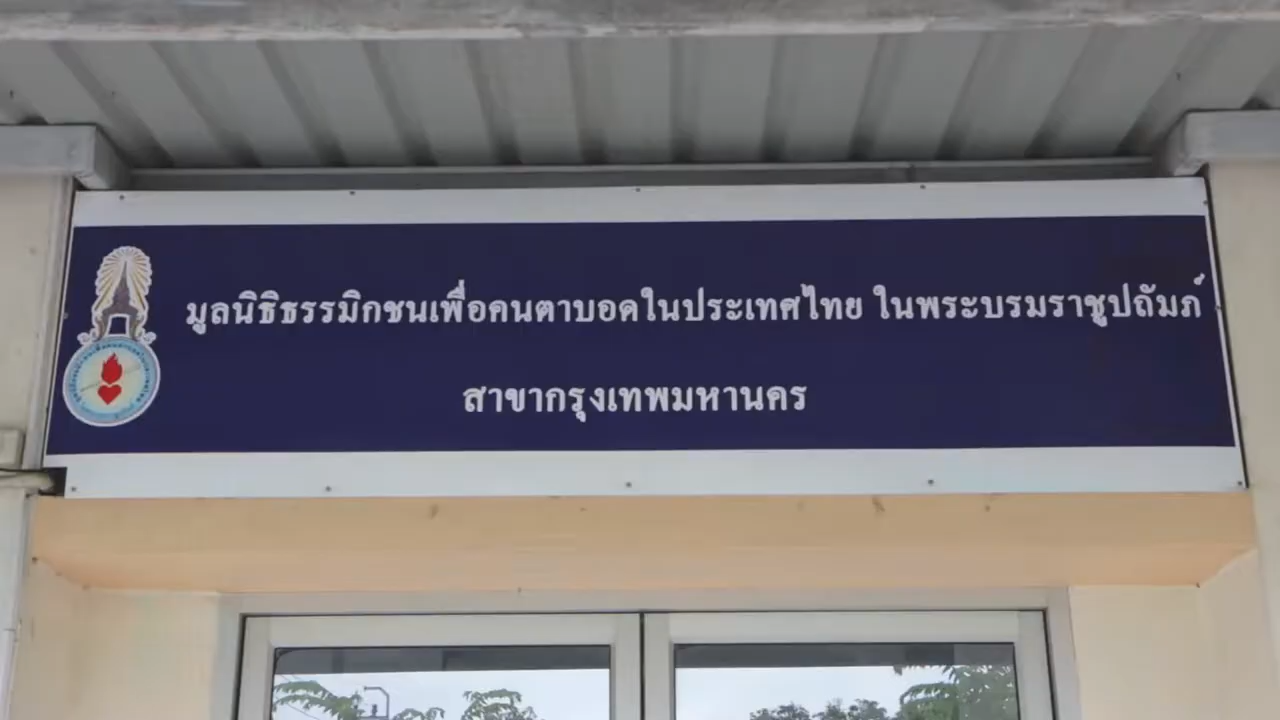 มูลนิธิธรรมิกชนเพื่อคนตาบอดในประเทศไทย ในพระบรมราชูปถัมภ์
สาขากรุงเทพมหานคร